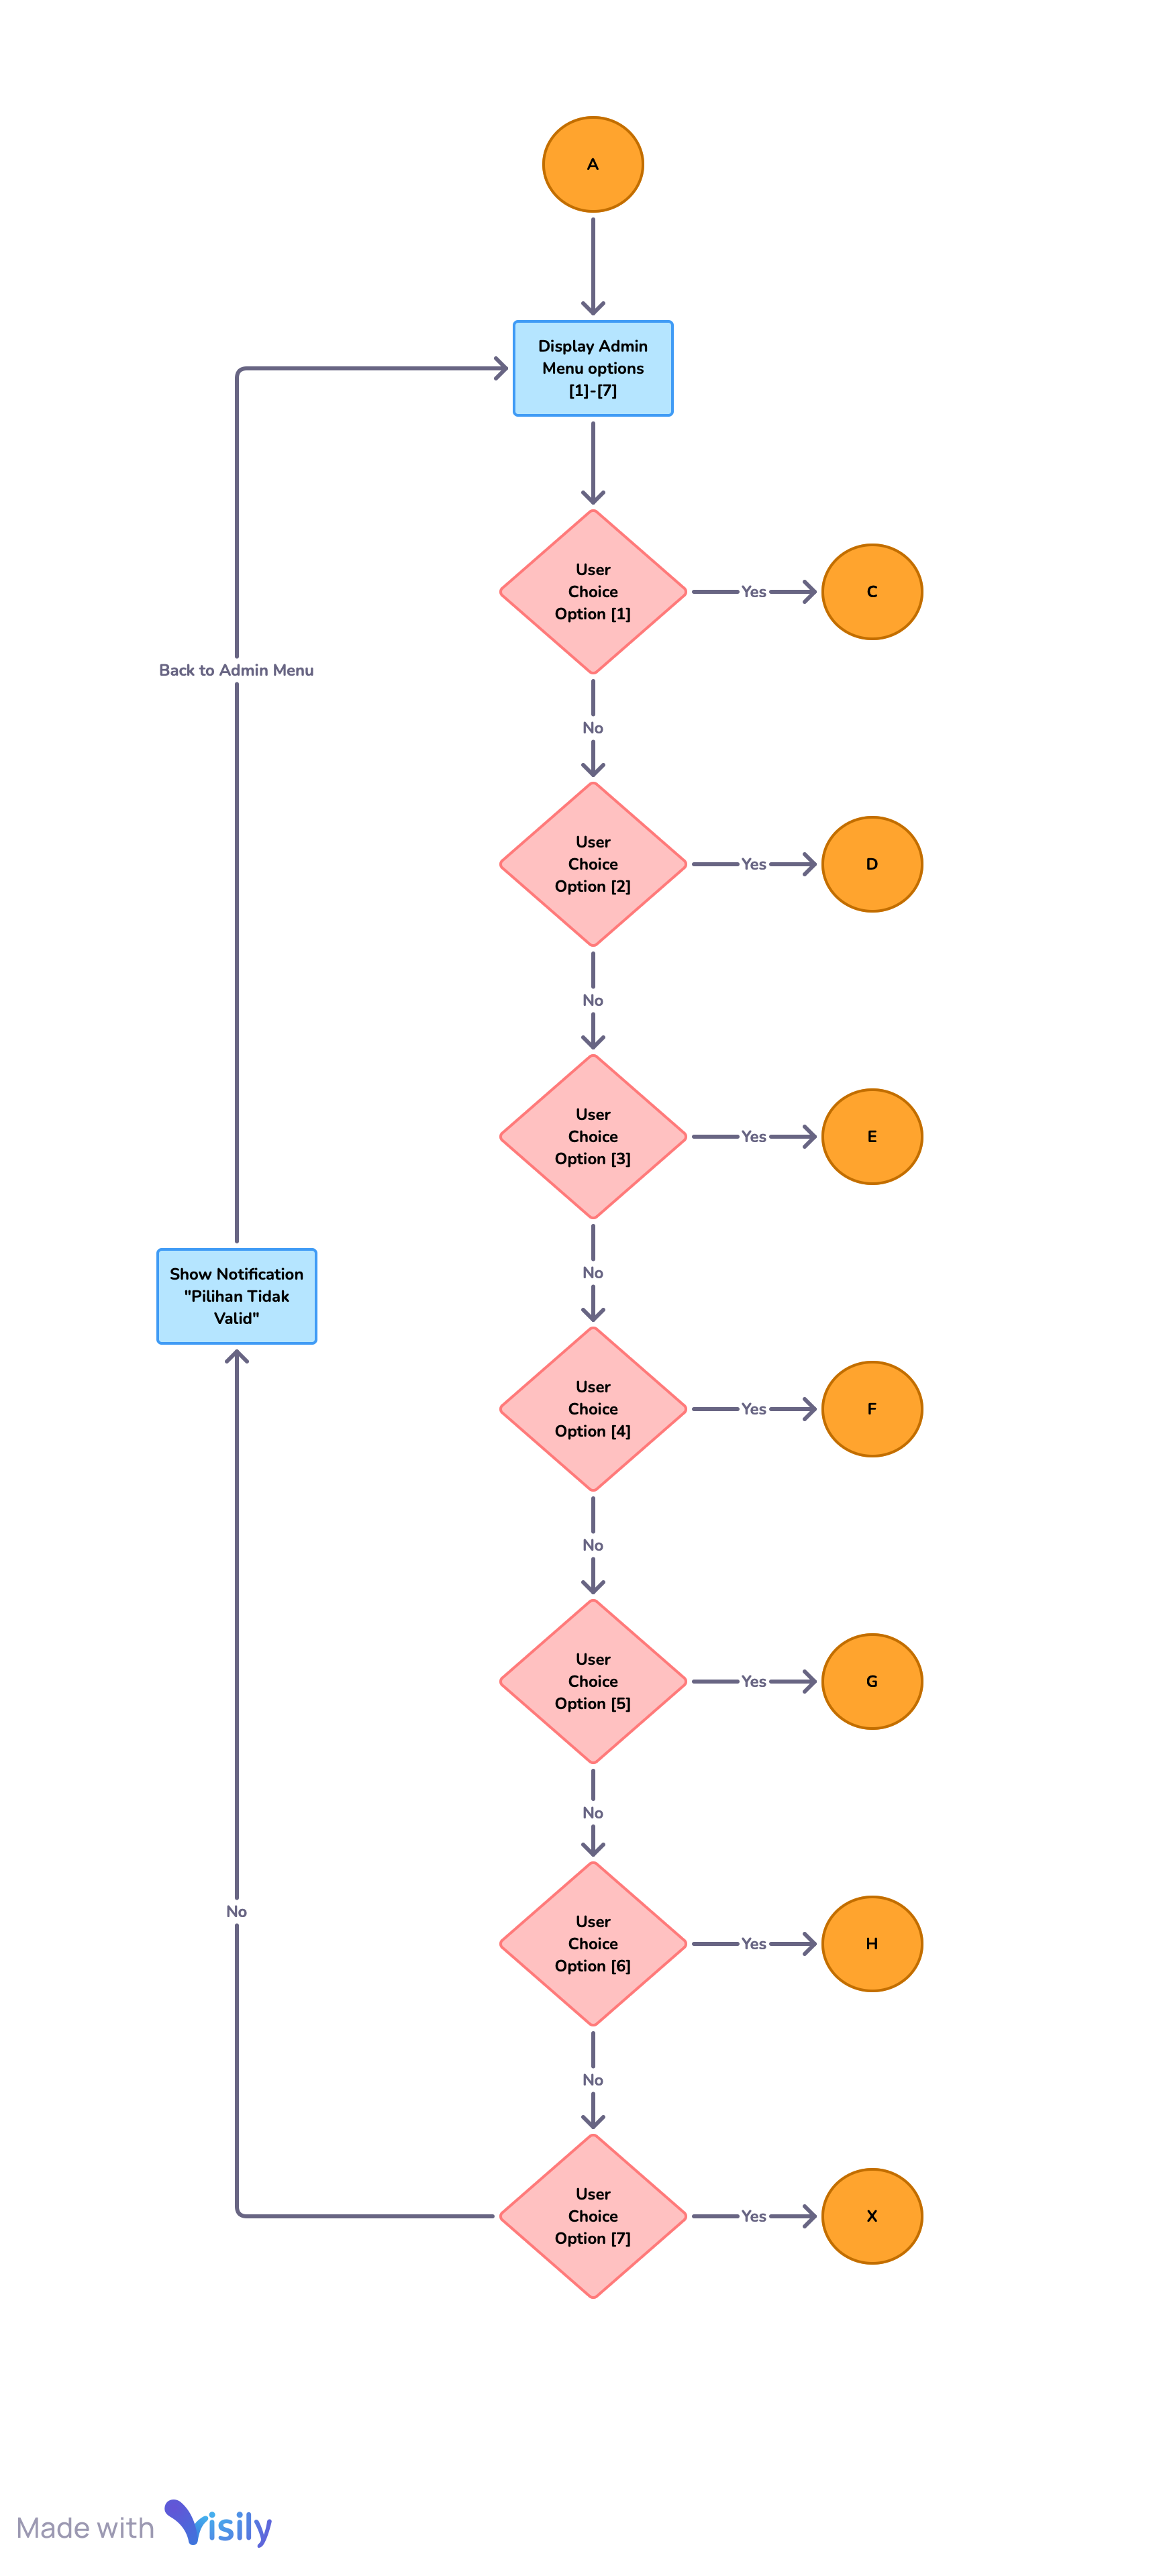 A
Display Admin
Menu options
[1]-[7]
User
Choice
Option [1]
Yes
C
Back to Admin Menu
No
User
Choice
Option [2]
Yes
D
No
User
Choice
Option [3]
Yes
E
Show Notification
"Pilihan Tidak
Valid"
No
User
Choice
Option [4]
Yes
F
No
User
Choice
Option [5]
Yes
G
No
No
User
Choice
Option [6]
Yes
H
No
User
Choice
Option [7]
Yes
X
Made with Visily